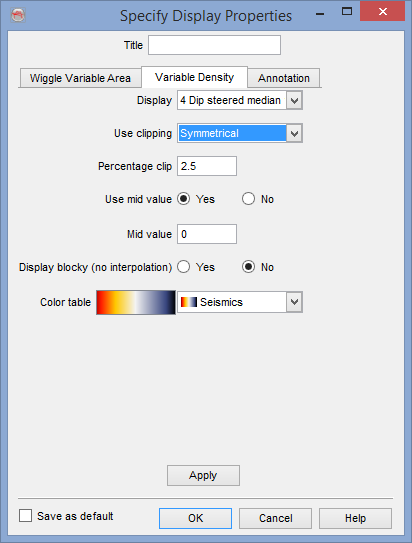 Specify Display Properties
Title
Wiggle Variable Area Variable Density Annotation
Display 4 Dip steered median
Use clipping Symmetrical
Percentage clip 2.5
Use mid value Yes No
Mid value 0
Display blocky (no interpolation) Yes No
Color table Seismics
Apply
Save as default OK Cancel Help